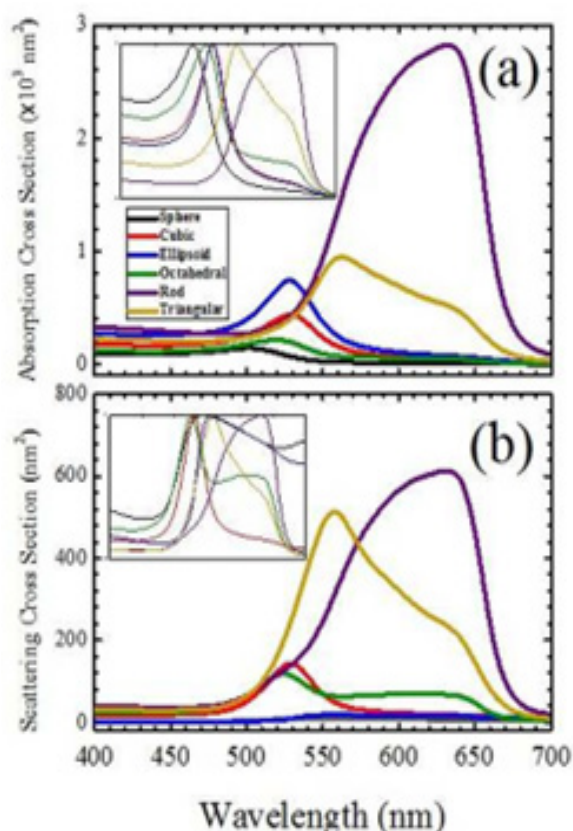 Absorption Cross Section (x10³ nm²)
3
2
1
0
(a)
Sphere
Cubic
Ellipsoid
Octahedral
Rod
Triangular
Scattering Cross Section (nm²)
800
600
400
200
0
(b)
400 450 500 550 600 650 700
Wavelength (nm)